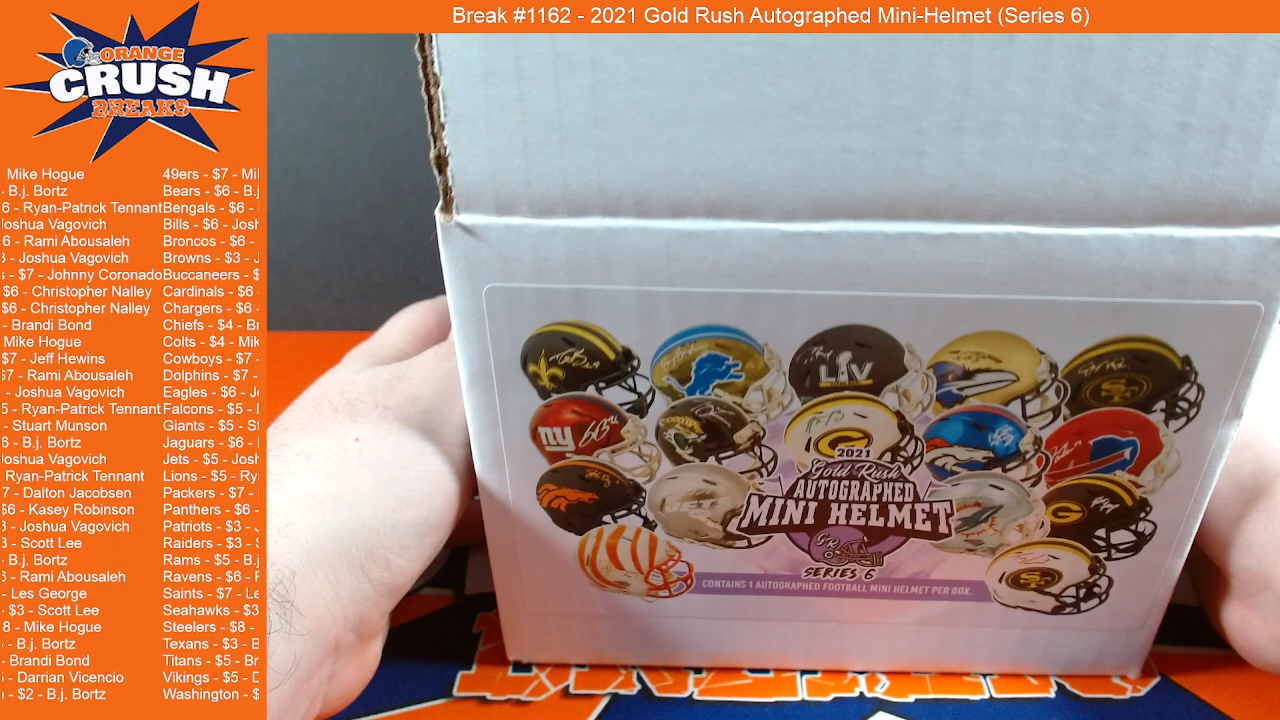 Break #1162 - 2021 Gold Rush Autographed Mini-Helmet (Series 6)
ORANGE
CRUSH
BREAKS
Mike Hogue
- B.j. Bortz
6 - Ryan-Patrick Tennant
Joshua Vagovich
6 - Rami Abousaleh
- Joshua Vagovich
- $7 - Johnny Coronado
$6 - Christopher Nalley
$6 - Christopher Nalley
- Brandi Bond
Mike Hogue
$7 - Jeff Hewins
$7 - Rami Abousaleh
- Joshua Vagovich
5 - Ryan-Patrick Tennant
- Stuart Munson
6 - B.j. Bortz
Joshua Vagovich
Ryan-Patrick Tennant
7 - Dalton Jacobsen
$6 - Kasey Robinson
- Joshua Vagovich
3 - Scott Lee
- B.j. Bortz
- Rami Abousaleh
- Les George
- $3 - Scott Lee
8 - Mike Hogue
- B.j. Bortz
- Brandi Bond
- Darrian Vicencio
- $2 - B.j. Bortz
49ers - $7 - Mi
Bears - $6 - B.j
Bengals - $6 -
Bills - $6 - Josh
Broncos - $6 -
Browns - $3 - J
Buccaneers - $
Cardinals - $6
Chargers - $6 -
Chiefs - $4 - Br
Colts - $4 - Mik
Cowboys - $7 -
Dolphins - $7 -
Eagles - $6 - J
Falcons - $5 -
Giants - $5 - S
Jaguars - $6 -
Jets - $5 - Josh
Lions - $5 - Ry
Packers - $7 -
Panthers - $6 -
Patriots - $3 -
Raiders - $3 - S
Rams - $5 - B.j
Ravens - $6 -
Saints - $7 - Le
Seahawks - $3
Steelers - $8 -
Texans - $3 - B
Titans - $5 - Br
Vikings - $5 - D
Washington - $
LIV
SF
ny
G
SF
G
2021
Gold Rush
AUTOGRAPHED
MINI HELMET
GR
SERIES 6
CONTAINS 1 AUTOGRAPHED FOOTBALL MINI HELMET PER BOX.
SF